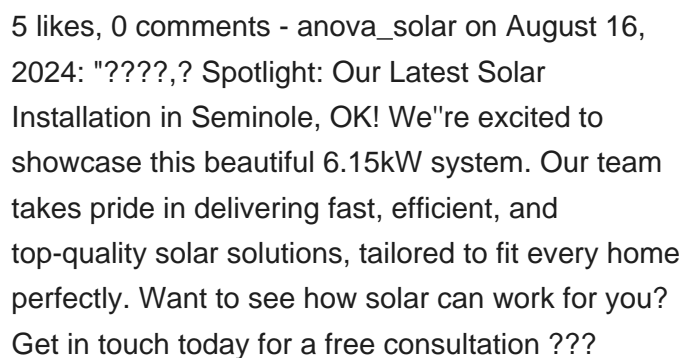 5 likes, 0 comments - anova_solar on August 16,
2024: "????,? Spotlight: Our Latest Solar
Installation in Seminole, OK! We''re excited to
showcase this beautiful 6.15kW system. Our team
takes pride in delivering fast, efficient, and
top-quality solar solutions, tailored to fit every home
perfectly. Want to see how solar can work for you?
Get in touch today for a free consultation ???